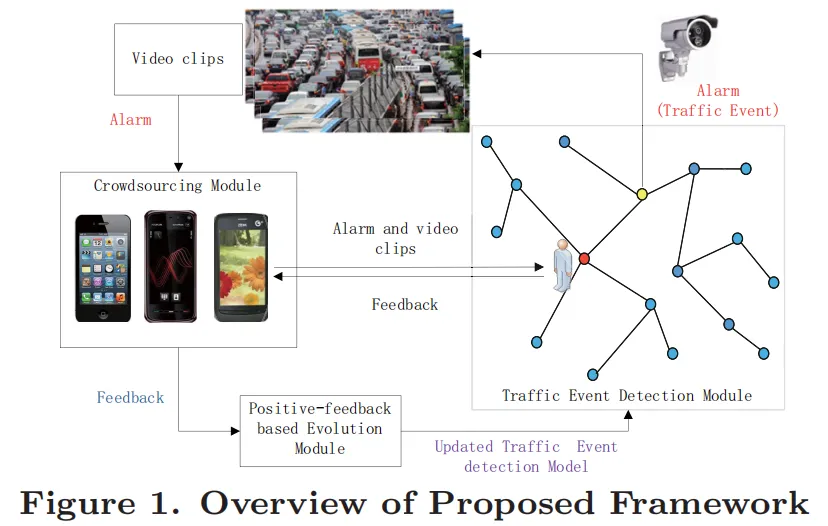 Video clips
Alarm
Alarm
(Traffic Event)
Crowdsourcing Module
Alarm and video
clips
Feedback
Traffic Event Detection Module
Feedback
Positive-feedback
based Evolution
Module
Updated Traffic Event
detection Model
Figure 1. Overview of Proposed Framework